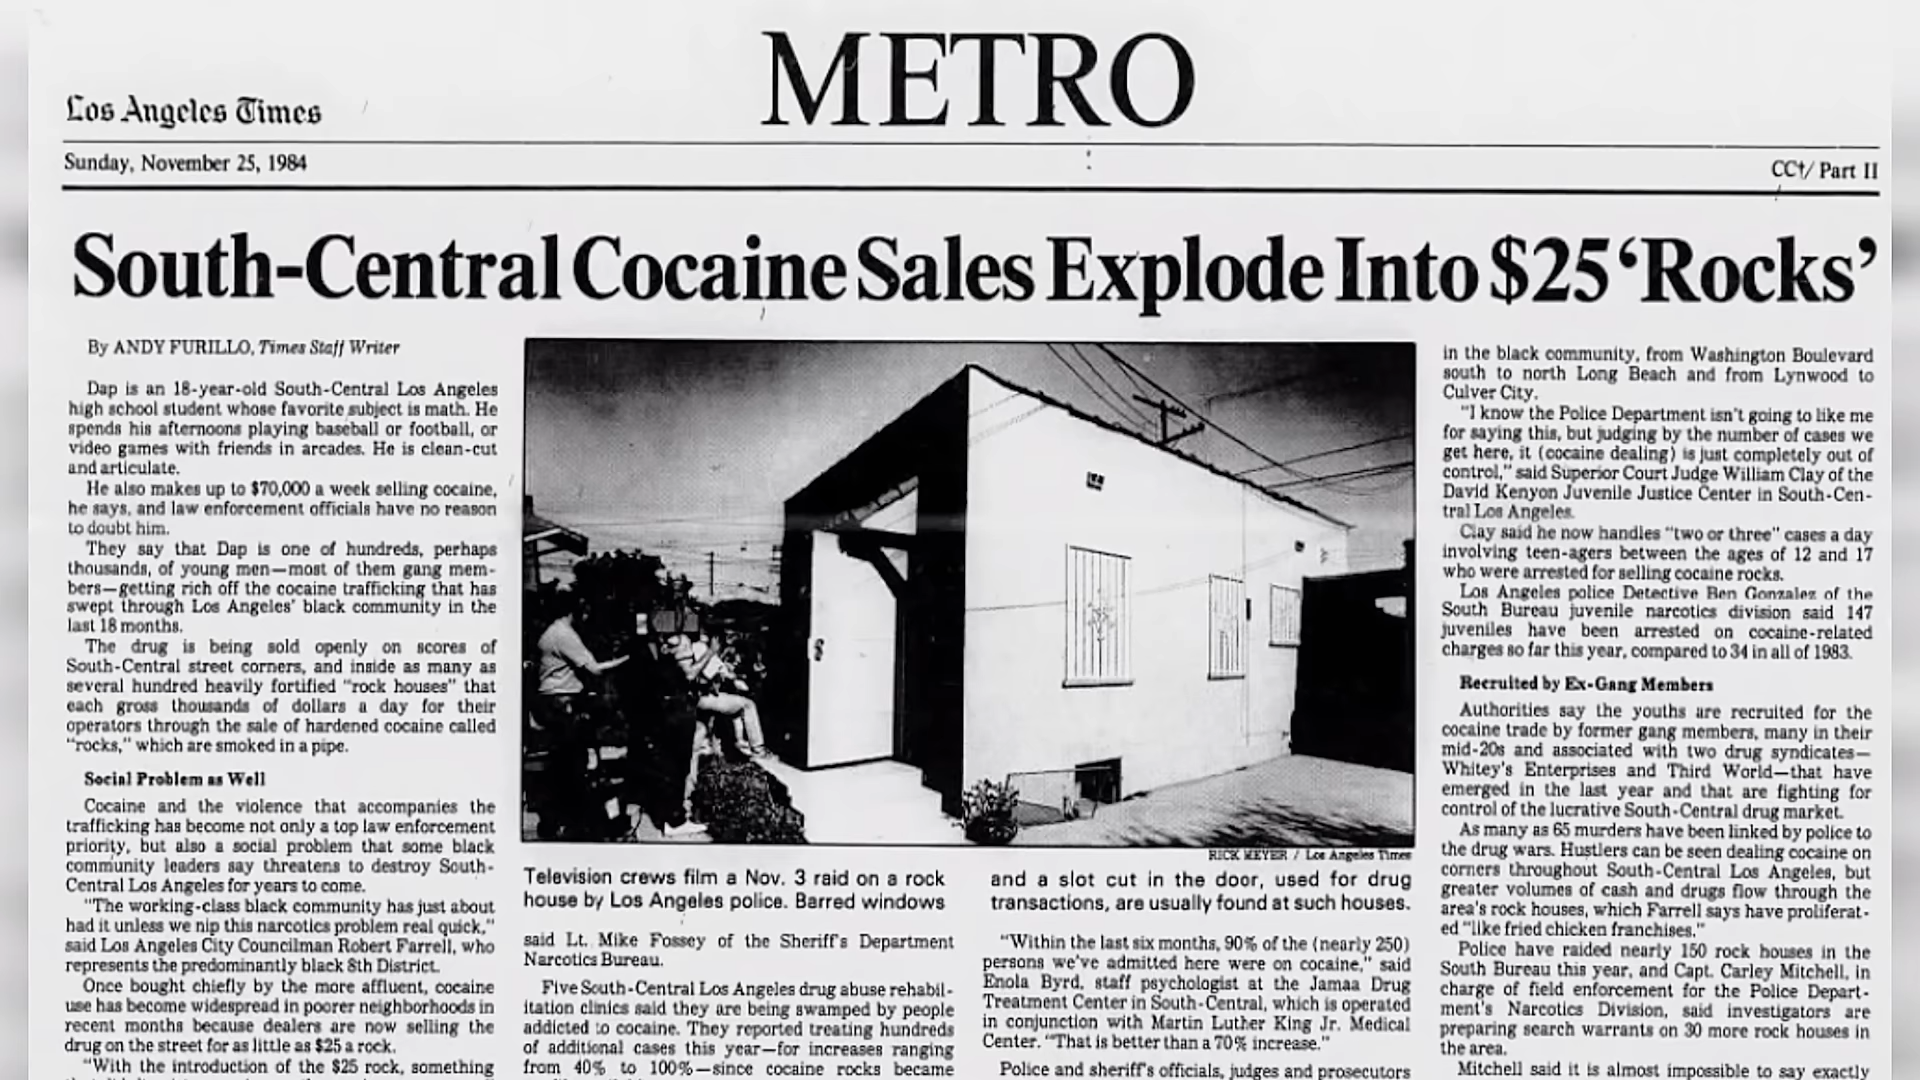 METRO
Los Angeles Times
Sunday, November 25, 1984
CC†/ Part II
South-Central Cocaine Sales Explode Into $25 ‘Rocks’
By ANDY FURILLO, Times Staff Writer
Dap is an 18-year-old South-Central Los Angeles
high school student whose favorite subject is math. He
spends his afternoons playing baseball or football, or
video games with friends in arcades. He is clean-cut
and articulate.
He also makes up to $70,000 a week selling cocaine,
he says, and law enforcement officials have no reason
to doubt him.
They say that Dap is one of hundreds, perhaps
thousands, of young men—most of them gang mem-
bers—getting rich off the cocaine trafficking that has
swept through Los Angeles' black community in the
last 18 months.
The drug is being sold openly on scores of
South-Central street corners, and inside as many as
several hundred heavily fortified "rock houses" that
each gross thousands of dollars a day for their
operators through the sale of hardened cocaine called
"rocks," which are smoked in a pipe.
Social Problem as Well
Cocaine and the violence that accompanies the
trafficking has become not only a top law enforcement
priority, but also a social problem that some black
community leaders say threatens to destroy South-
Central Los Angeles for years to come.
"The working-class black community has just about
had it unless we nip this narcotics problem real quick,"
said Los Angeles City Councilman Robert Farrell, who
represents the predominantly black 8th District.
Once bought chiefly by the more affluent, cocaine
use has become widespread in poorer neighborhoods in
recent months because dealers are now selling the
drug on the street for as little as $25 a rock.
"With the introduction of the $25 rock, something
RICK MEYER / Los Angeles Times
Television crews film a Nov. 3 raid on a rock
house by Los Angeles police. Barred windows
and a slot cut in the door, used for drug
transactions, are usually found at such houses.
said Lt. Mike Fossey of the Sheriff's Department
Narcotics Bureau.
Five South-Central Los Angeles drug abuse rehabil-
itation clinics said they are being swamped by people
addicted to cocaine. They reported treating hundreds
of additional cases this year—for increases ranging
from 40% to 100%—since cocaine rocks became
"Within the last six months, 90% of the (nearly 250)
persons we've admitted here were on cocaine," said
Enola Byrd, staff psychologist at the Jamaa Drug
Treatment Center in South-Central, which is operated
in conjunction with Martin Luther King Jr. Medical
Center. "That is better than a 70% increase."
Police and sheriff's officials, judges and prosecutors
in the black community, from Washington Boulevard
south to north Long Beach and from Lynwood to
Culver City.
"I know the Police Department isn't going to like me
for saying this, but judging by the number of cases we
get here, it (cocaine dealing) is just completely out of
control," said Superior Court Judge William Clay of the
David Kenyon Juvenile Justice Center in South-Cen-
tral Los Angeles.
Clay said he now handles "two or three" cases a day
involving teen-agers between the ages of 12 and 17
who were arrested for selling cocaine rocks.
Los Angeles police Detective Ben Gonzalez of the
South Bureau juvenile narcotics division said 147
juveniles have been arrested on cocaine-related
charges so far this year, compared to 34 in all of 1983.
Recruited by Ex-Gang Members
Authorities say the youths are recruited for the
cocaine trade by former gang members, many in their
mid-20s and associated with two drug syndicates—
Whitey's Enterprises and Third World—that have
emerged in the last year and that are fighting for
control of the lucrative South-Central drug market.
As many as 65 murders have been linked by police to
the drug wars. Hustlers can be seen dealing cocaine on
corners throughout South-Central Los Angeles, but
greater volumes of cash and drugs flow through the
area's rock houses, which Farrell says have proliferat-
ed "like fried chicken franchises."
Police have raided nearly 150 rock houses in the
South Bureau this year, and Capt. Carley Mitchell, in
charge of field enforcement for the Police Depart-
ment's Narcotics Division, said investigators are
preparing search warrants on 30 more rock houses in
the area.
Mitchell said it is almost impossible to say exactly